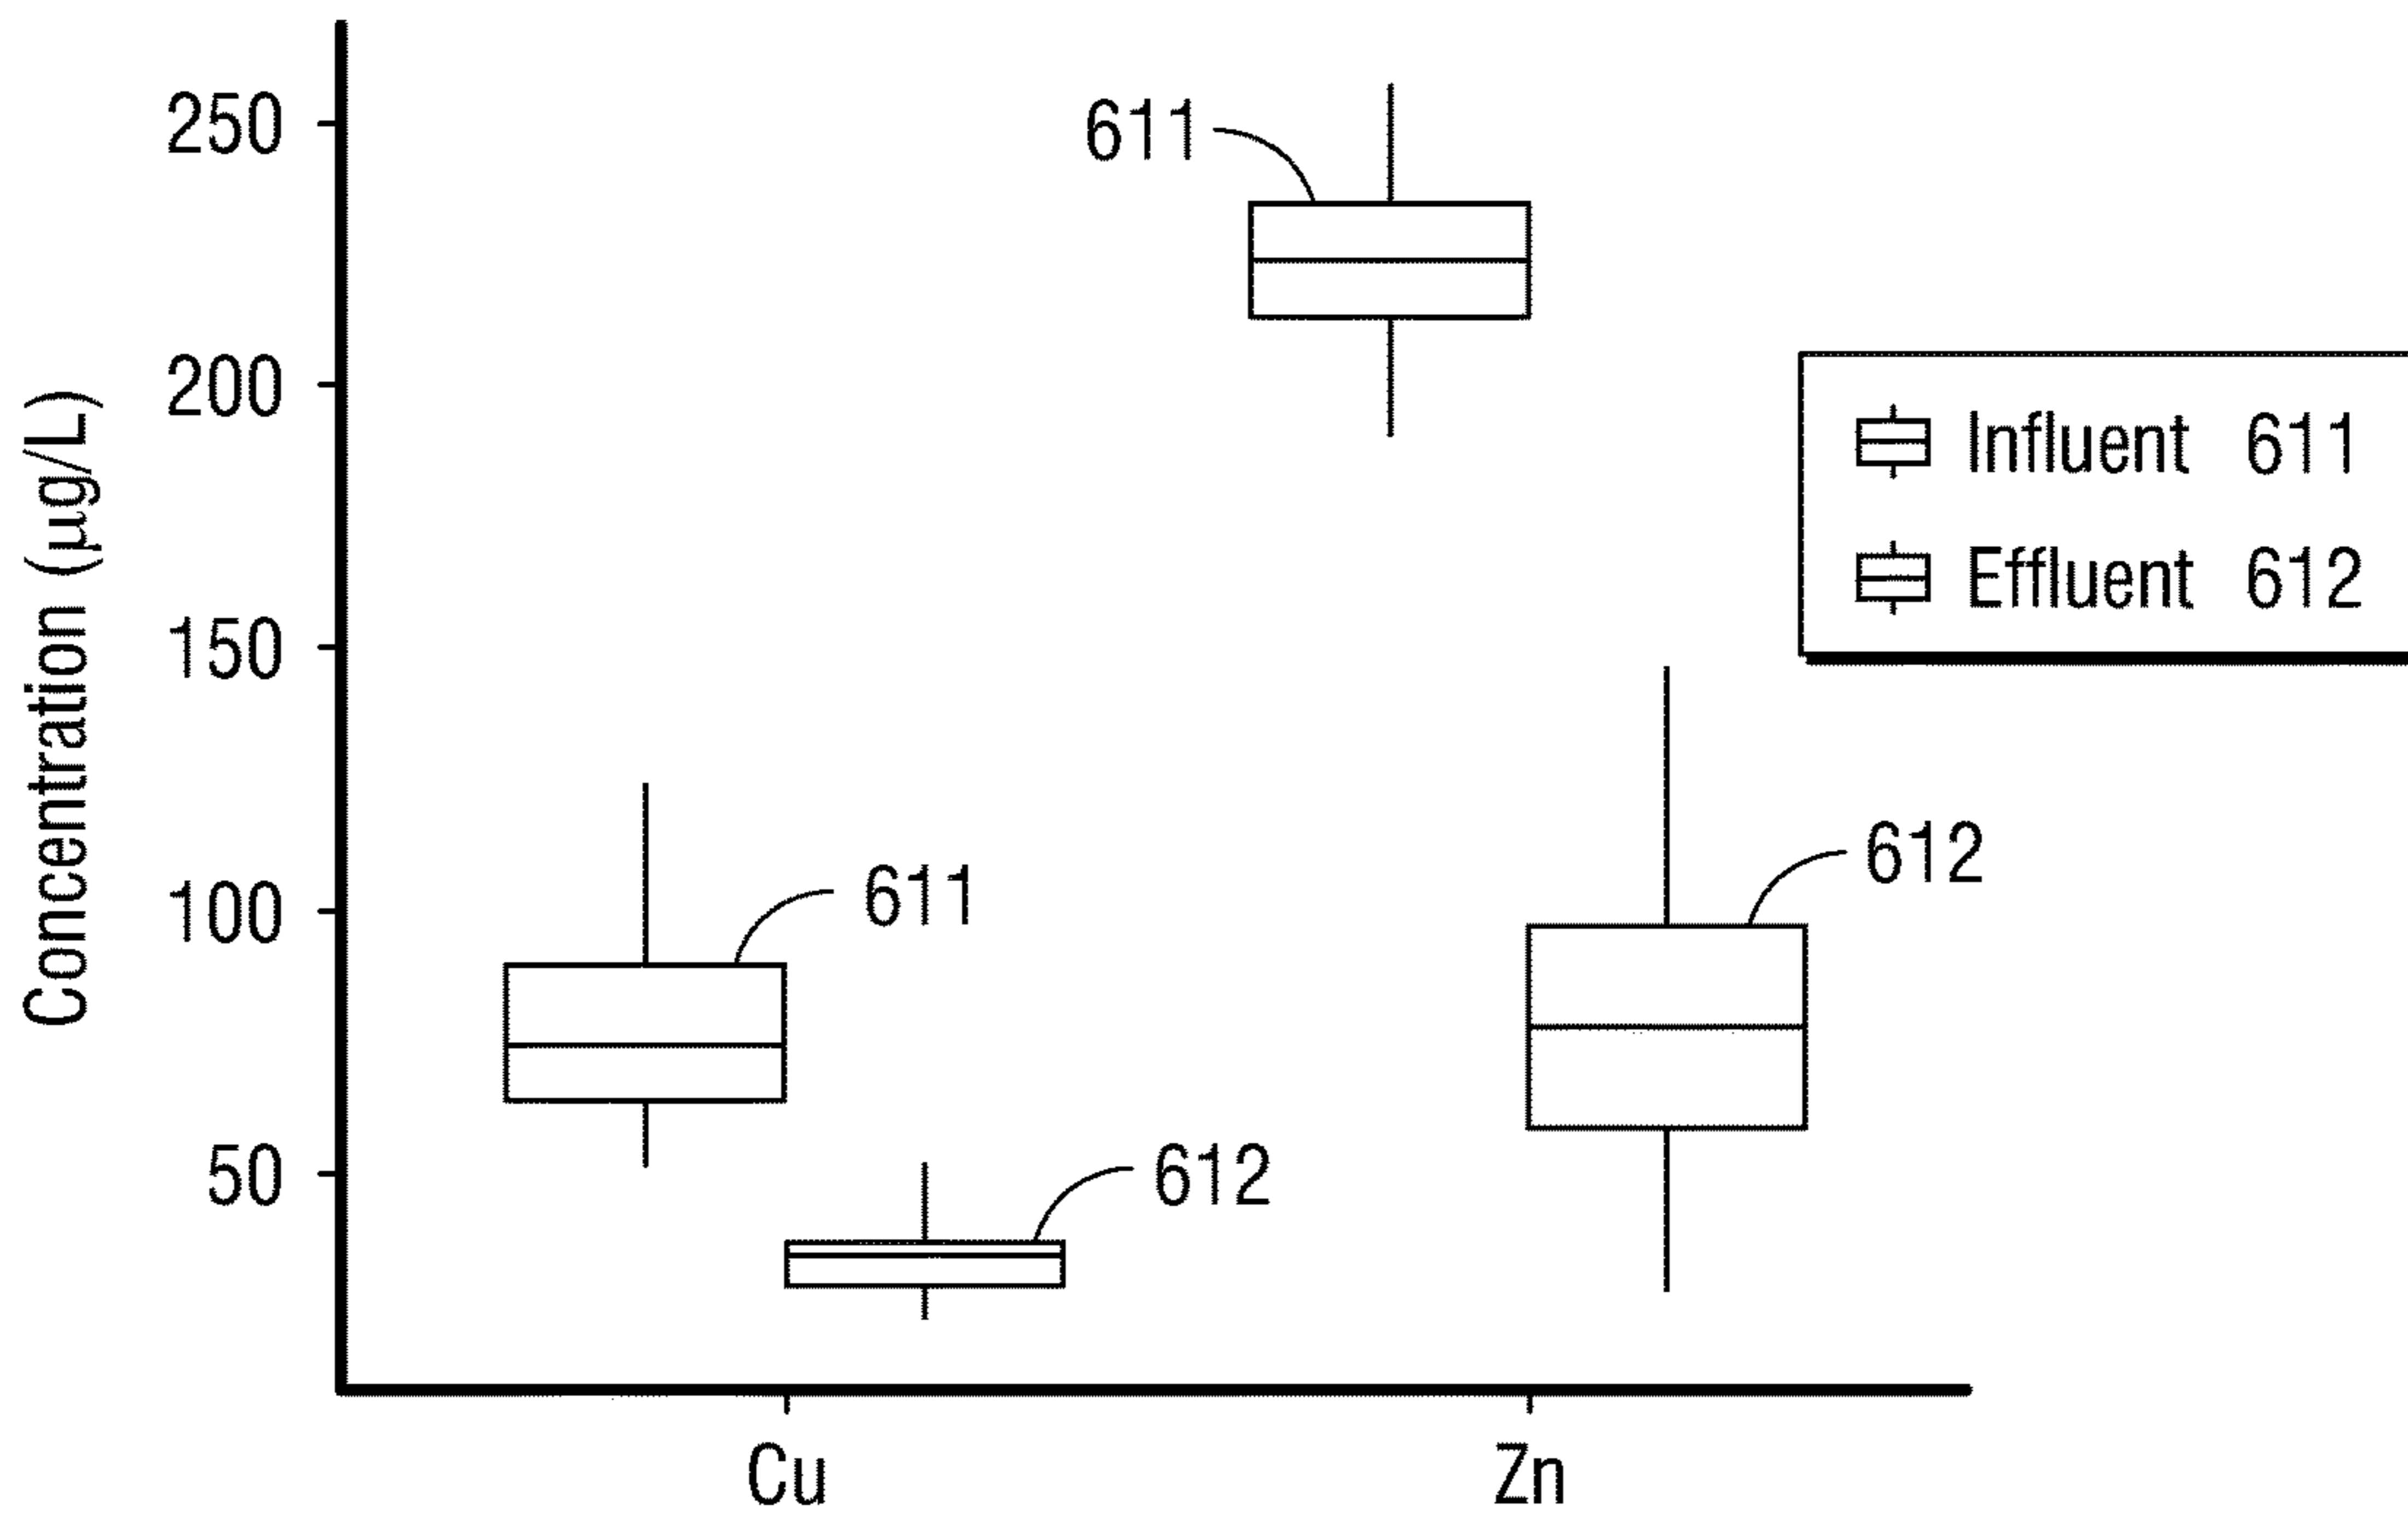 250
200
150
100
50
Concentration (µg/L)
611
611
612
612
Influent 611
Effluent 612
Cu
Zn